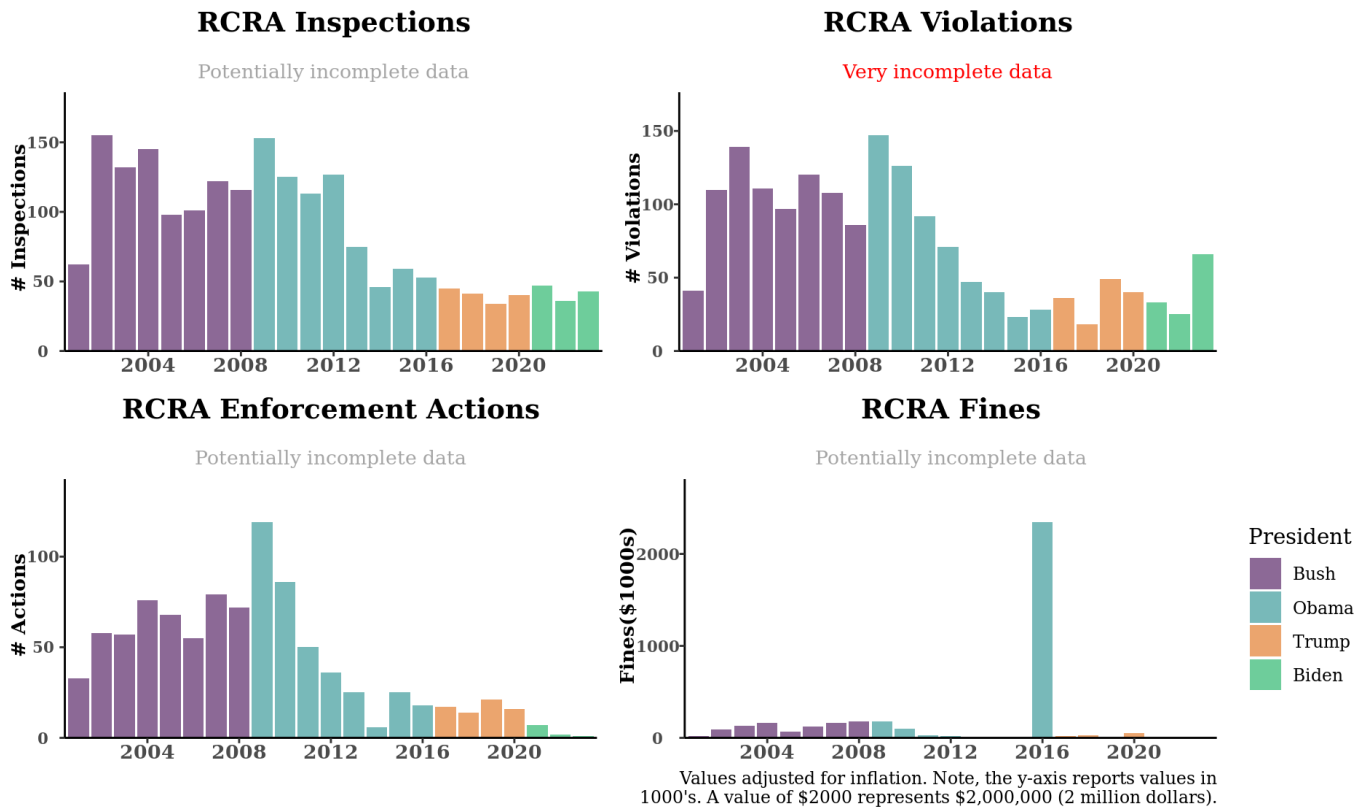 RCRA Inspections
Potentially incomplete data
# Inspections
150
100
50
0
2004 2008 2012 2016 2020
RCRA Violations
Very incomplete data
# Violations
150
100
50
0
2004 2008 2012 2016 2020
RCRA Enforcement Actions
Potentially incomplete data
# Actions
100
50
0
2004 2008 2012 2016 2020
RCRA Fines
Potentially incomplete data
Fines($1000s)
2000
1000
0
2004 2008 2012 2016 2020
President
Bush
Obama
Trump
Biden
Values adjusted for inflation. Note, the y-axis reports values in
1000's. A value of $2000 represents $2,000,000 (2 million dollars).